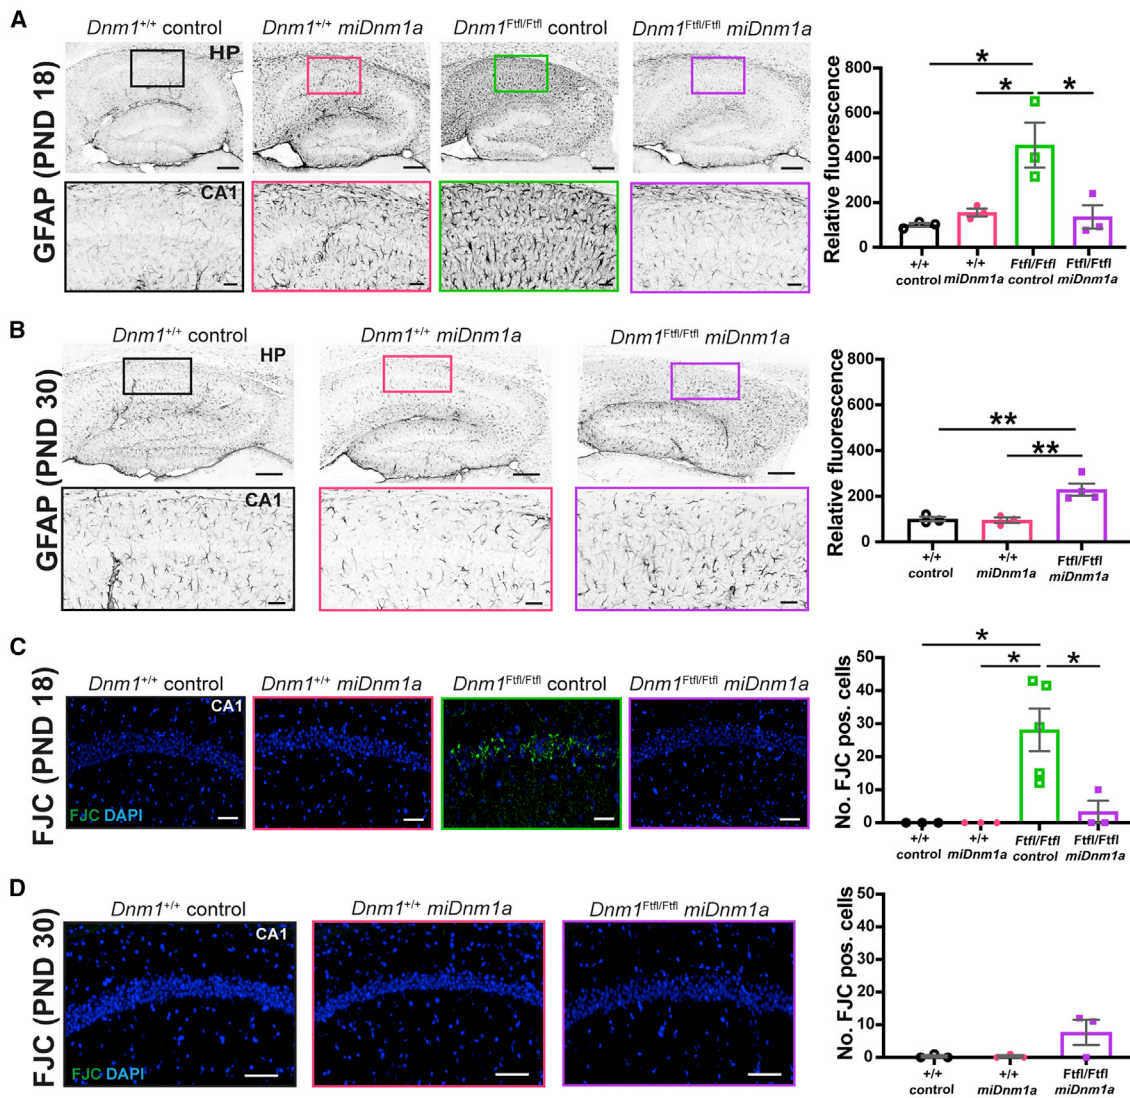 A
GFAP (PND 18)
Dnm1+/+ control
Dnm1+/+ miDnm1a
Dnm1Ftfl/Ftfl control
Dnm1Ftfl/Ftfl miDnm1a
HP
CA1
Relative fluorescence
800
600
400
200
0
* * *
+/+ control
+/+ miDnm1a
Ftfl/Ftfl control
Ftfl/Ftfl miDnm1a
B
GFAP (PND 30)
Dnm1+/+ control
Dnm1+/+ miDnm1a
Dnm1Ftfl/Ftfl miDnm1a
HP
CA1
Relative fluorescence
800
600
400
200
0
**
**
+/+ control
+/+ miDnm1a
Ftfl/Ftfl miDnm1a
C
FJC (PND 18)
Dnm1+/+ control
Dnm1+/+ miDnm1a
Dnm1Ftfl/Ftfl control
Dnm1Ftfl/Ftfl miDnm1a
CA1
FJC DAPI
No. FJC pos. cells
50
40
30
20
10
0
* * *
+/+ control
+/+ miDnm1a
Ftfl/Ftfl control
Ftfl/Ftfl miDnm1a
D
FJC (PND 30)
Dnm1+/+ control
Dnm1+/+ miDnm1a
Dnm1Ftfl/Ftfl miDnm1a
CA1
FJC DAPI
No. FJC pos. cells
50
40
30
20
10
0
+/+ control
+/+ miDnm1a
Ftfl/Ftfl miDnm1a